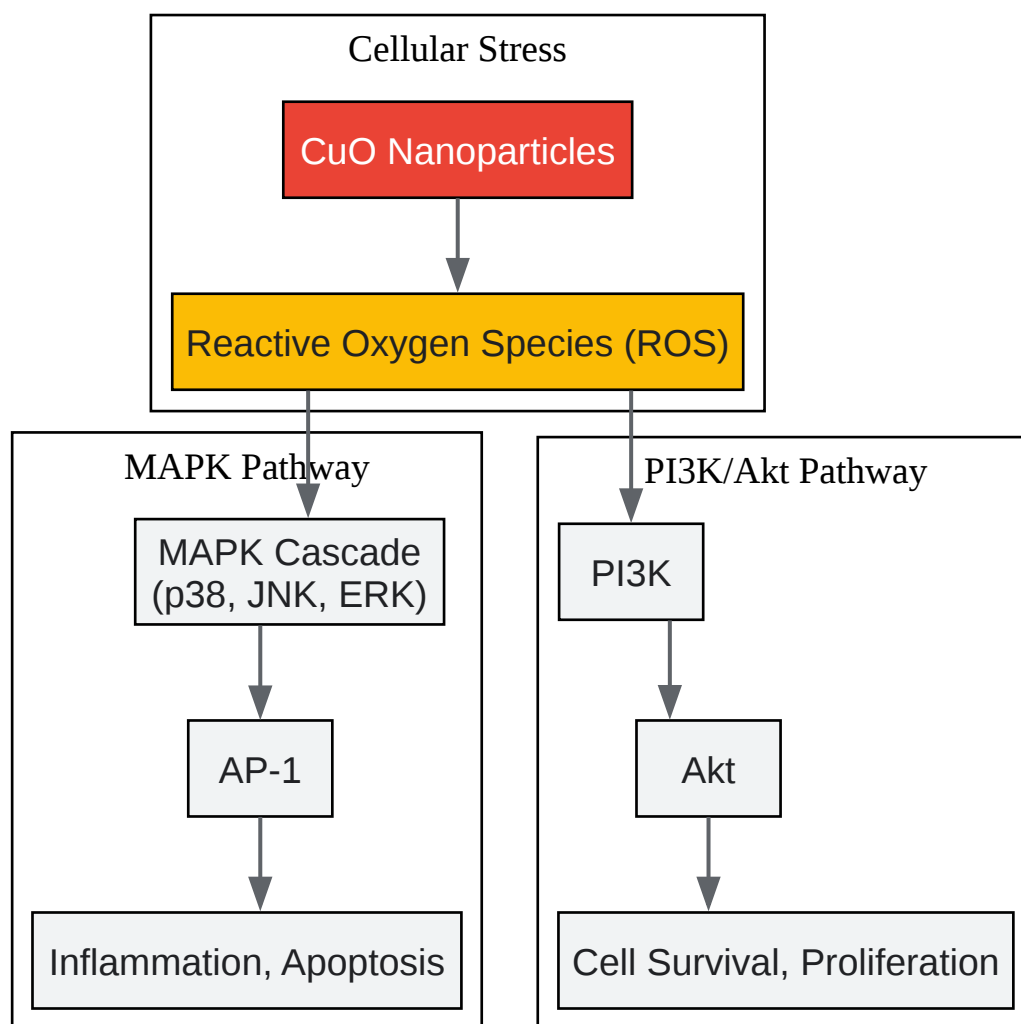 Cellular Stress
CuO Nanoparticles
Reactive Oxygen Species (ROS)
MAPK Pathway
MAPK Cascade
(p38, JNK, ERK)
AP-1
Inflammation, Apoptosis
PI3K/Akt Pathway
PI3K
Akt
Cell Survival, Proliferation